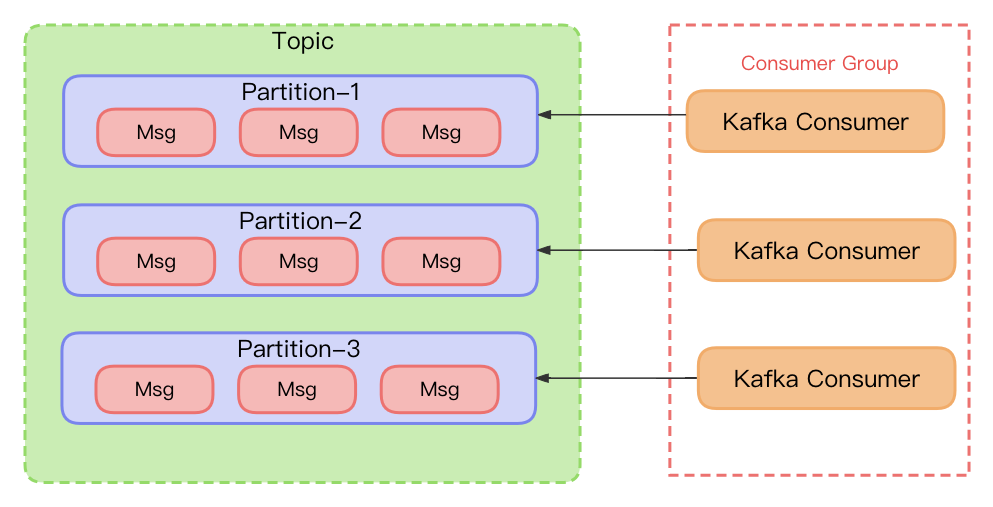 Topic
Partition–1
Msg Msg Msg
Partition–2
Msg Msg Msg
Partition–3
Msg Msg Msg
Consumer Group
Kafka Consumer
Kafka Consumer
Kafka Consumer